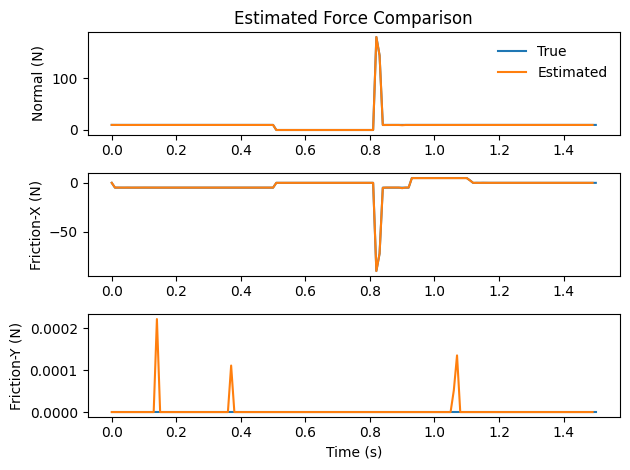 Estimated Force Comparison
Normal (N)
100
0
True
Estimated
0.0 0.2 0.4 0.6 0.8 1.0 1.2 1.4
Friction-X (N)
0
−50
0.0 0.2 0.4 0.6 0.8 1.0 1.2 1.4
Friction-Y (N)
0.0002
0.0001
0.0000
0.0 0.2 0.4 0.6 0.8 1.0 1.2 1.4
Time (s)